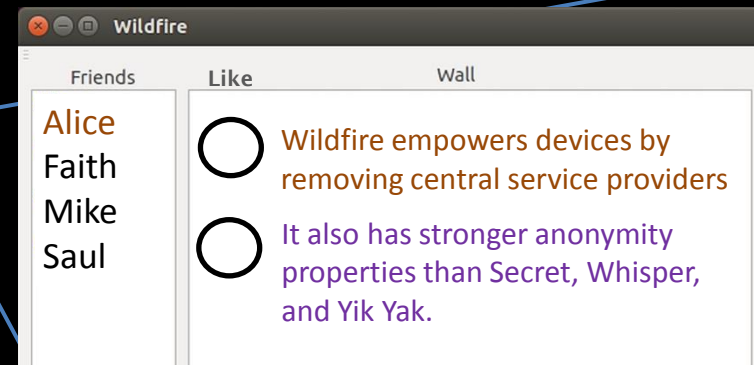 Wildfire
Friends
Like
Wall
Alice
Faith
Mike
Saul
Wildfire empowers devices by
removing central service providers
It also has stronger anonymity
properties than Secret, Whisper,
and Yik Yak.